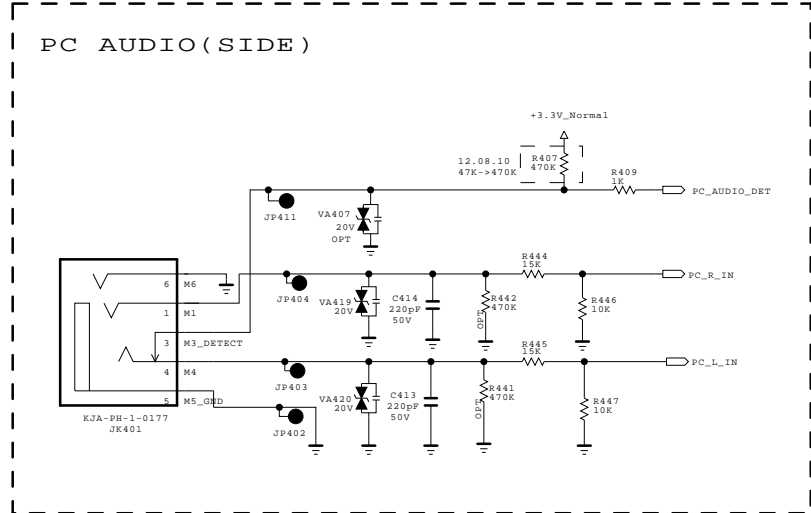 PC AUDIO(SIDE)
+3.3V_Normal
12.08.10
47K->470K
R407
470K
R409
1K
PC_AUDIO_DET
JP411
VA407
20V
OPT
R444
15K
PC_R_IN
6 M6
JP404
VA419
20V
C414
220pF
50V
R442
470K
OPT
R446
10K
1 M1
3 M3_DETECT
R445
15K
PC_L_IN
4 M4
JP403
VA420
20V
C413
220pF
50V
R441
470K
OPT
R447
10K
5 M5_GND
JP402
KJA-PH-1-0177
JK401